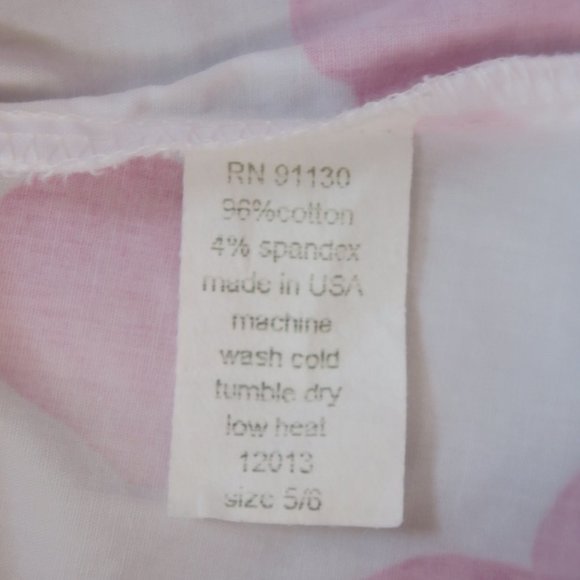 RN 91130
96%cotton
4% spandex
made in USA
machine
wash cold
tumble dry
low heat
12013
size 5/6